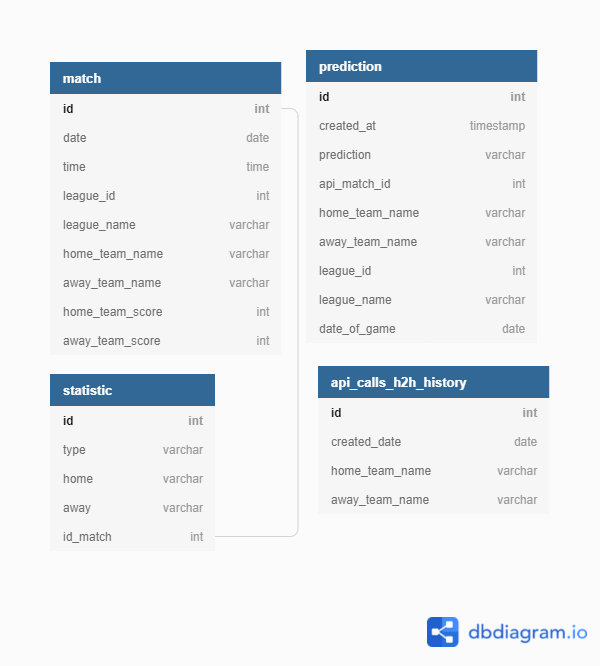 match
id int
date date
time time
league_id int
league_name varchar
home_team_name varchar
away_team_name varchar
home_team_score int
away_team_score int
prediction
id int
created_at timestamp
prediction varchar
api_match_id int
home_team_name varchar
away_team_name varchar
league_id int
league_name varchar
date_of_game date
statistic
id int
type varchar
home varchar
away varchar
id_match int
api_calls_h2h_history
id int
created_date date
home_team_name varchar
away_team_name varchar
dbdiagram.io